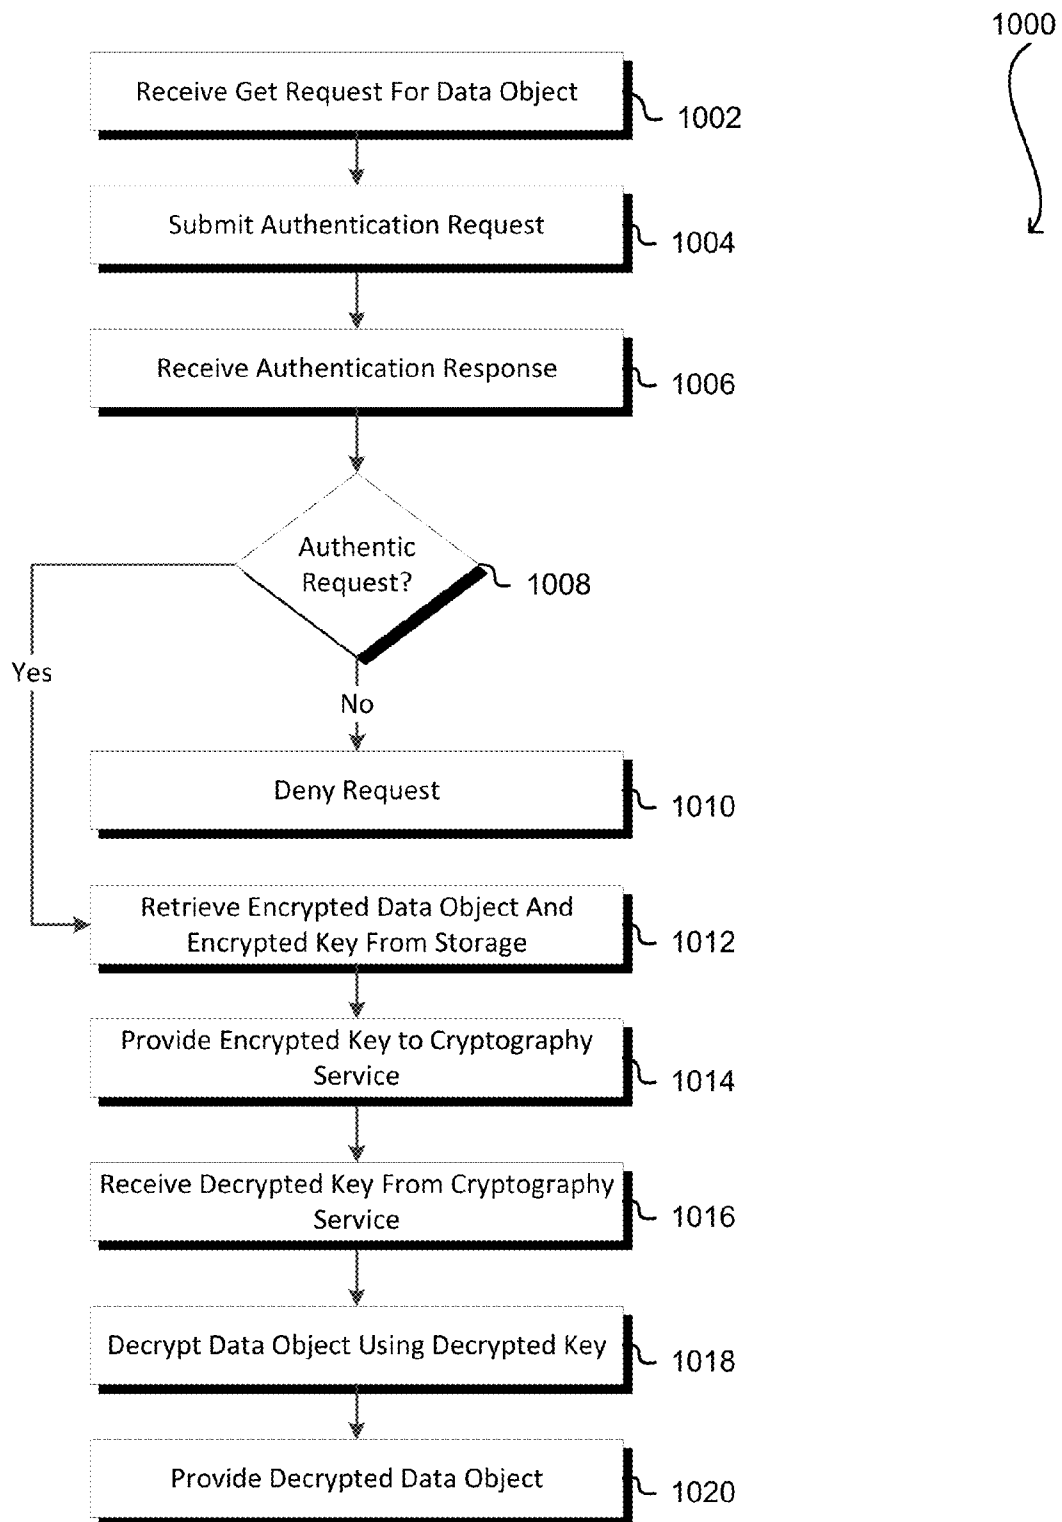 1000
Receive Get Request For Data Object
1002
Submit Authentication Request
1004
Receive Authentication Response
1006
Authentic
Request?
1008
Yes
No
Deny Request
1010
Retrieve Encrypted Data Object And
Encrypted Key From Storage
1012
Provide Encrypted Key to Cryptography
Service
1014
Receive Decrypted Key From Cryptography
Service
1016
Decrypt Data Object Using Decrypted Key
1018
Provide Decrypted Data Object
1020